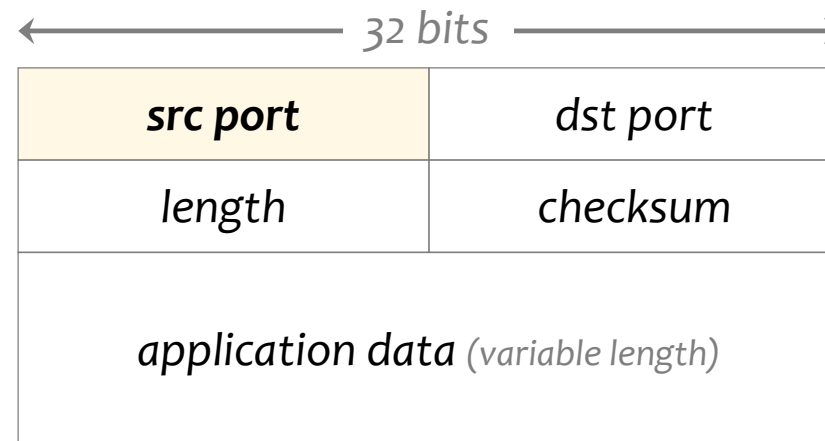 32 bits
src port dst port
length checksum
application data (variable length)